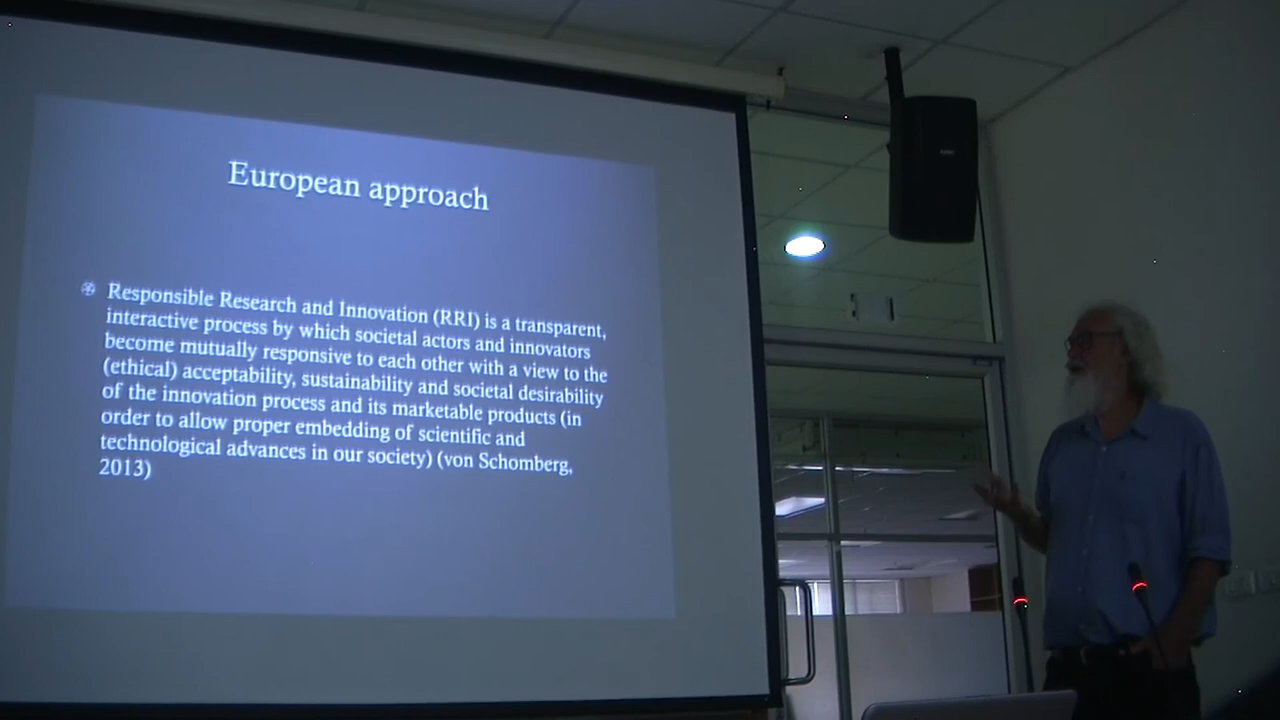 European approach
Responsible Research and Innovation (RRI) is a transparent,
interactive process by which societal actors and innovators
become mutually responsive to each other with a view to the
(ethical) acceptability, sustainability and societal desirability
of the innovation process and its marketable products (in
order to allow proper embedding of scientific and
technological advances in our society) (von Schomberg,
2013)